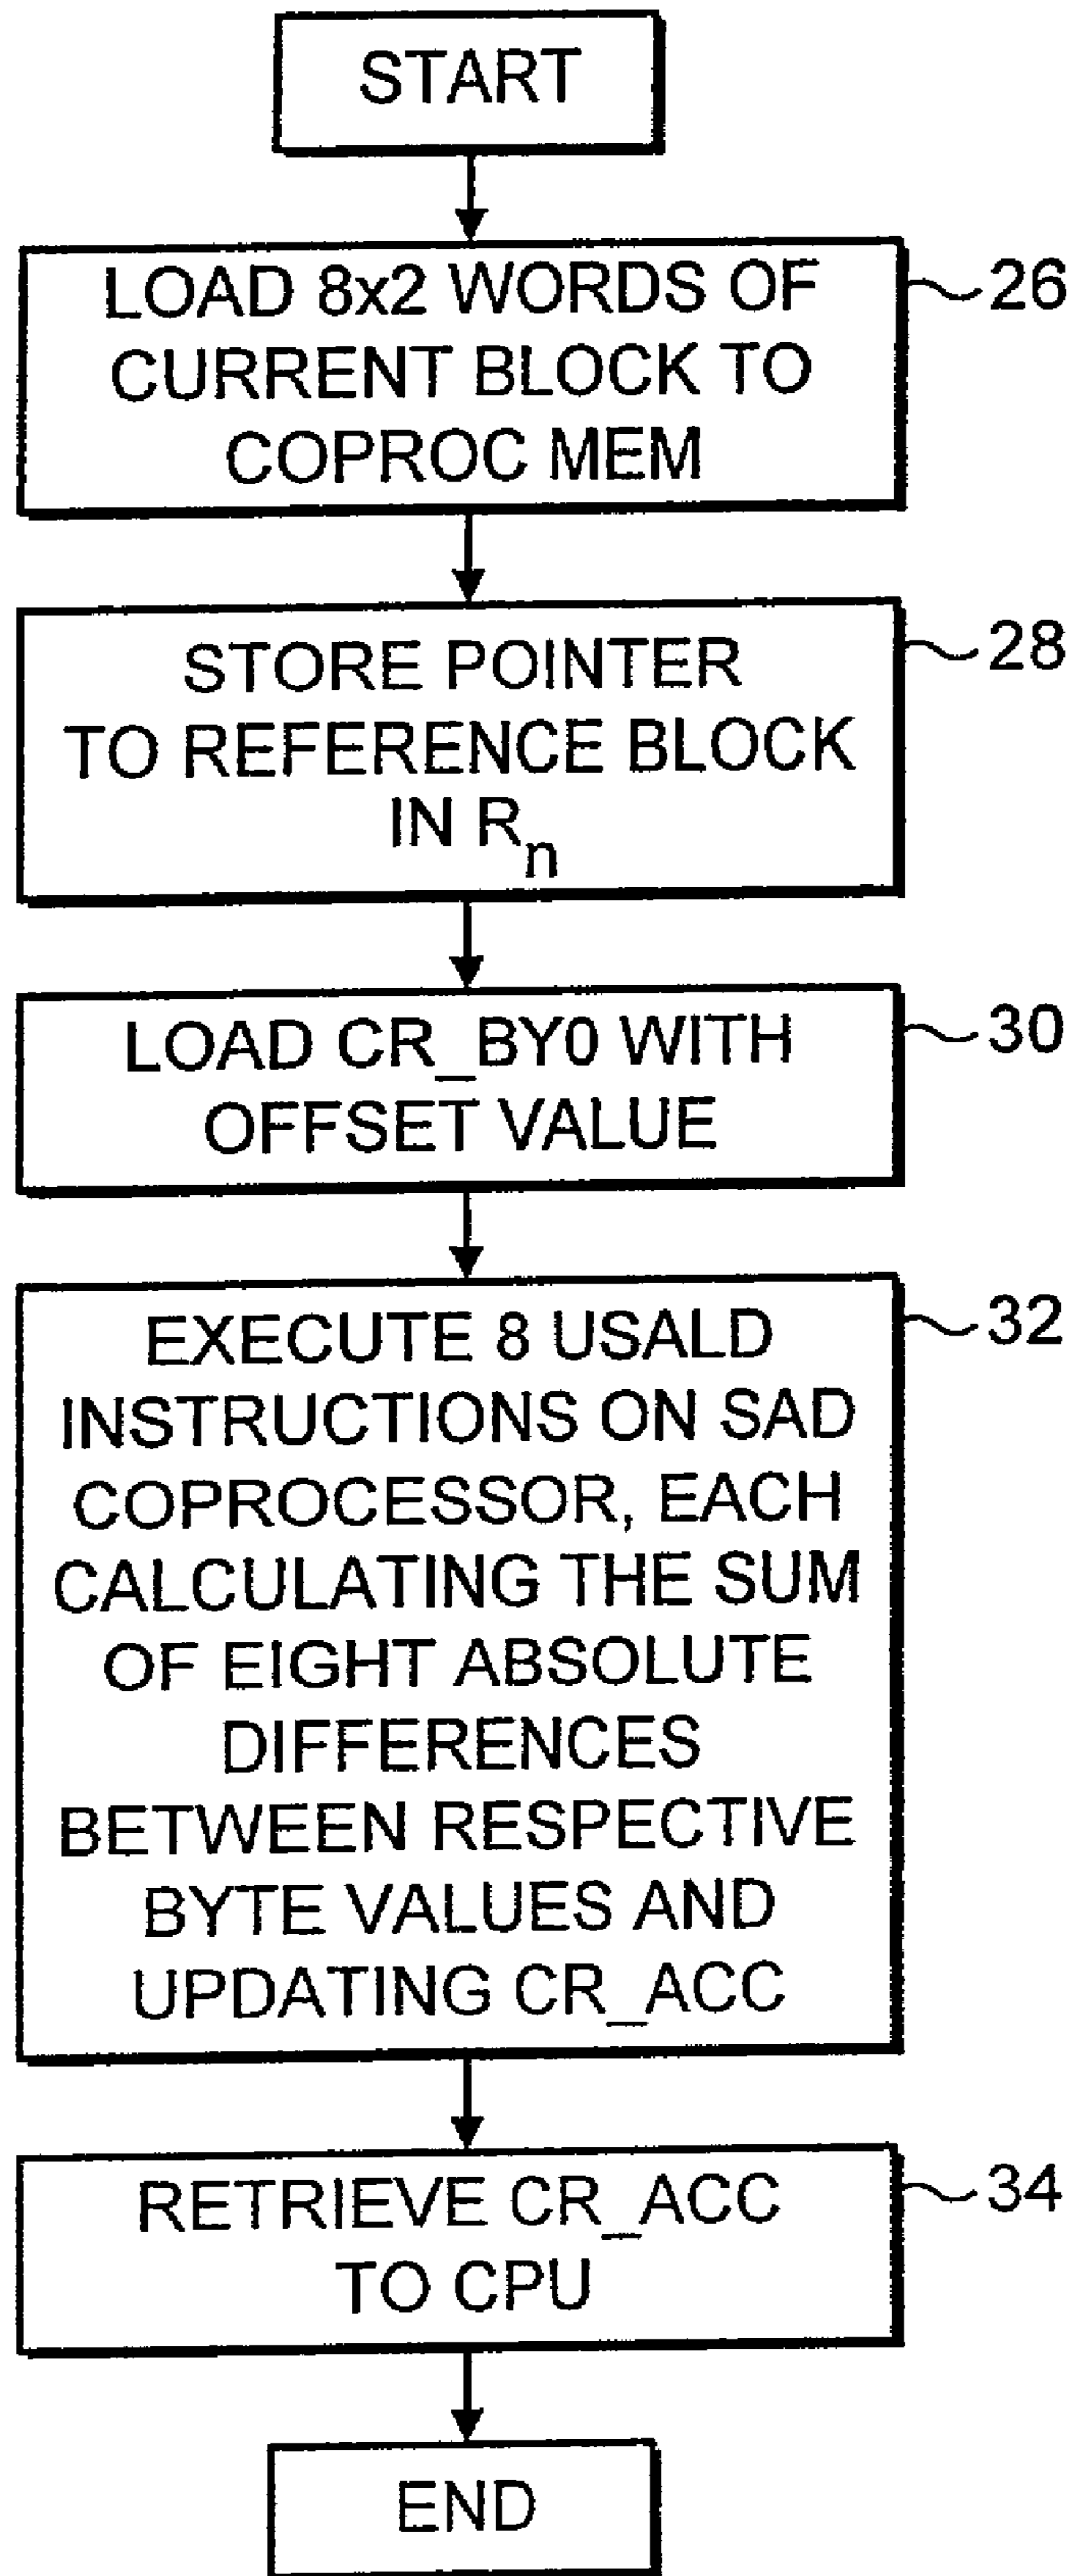 START
LOAD 8x2 WORDS OF
CURRENT BLOCK TO
COPROC MEM
26
STORE POINTER
TO REFERENCE BLOCK
IN Rn
28
LOAD CR_BY0 WITH
OFFSET VALUE
30
EXECUTE 8 USALD
INSTRUCTIONS ON SAD
COPROCESSOR, EACH
CALCULATING THE SUM
OF EIGHT ABSOLUTE
DIFFERENCES
BETWEEN RESPECTIVE
BYTE VALUES AND
UPDATING CR_ACC
32
RETRIEVE CR_ACC
TO CPU
34
END